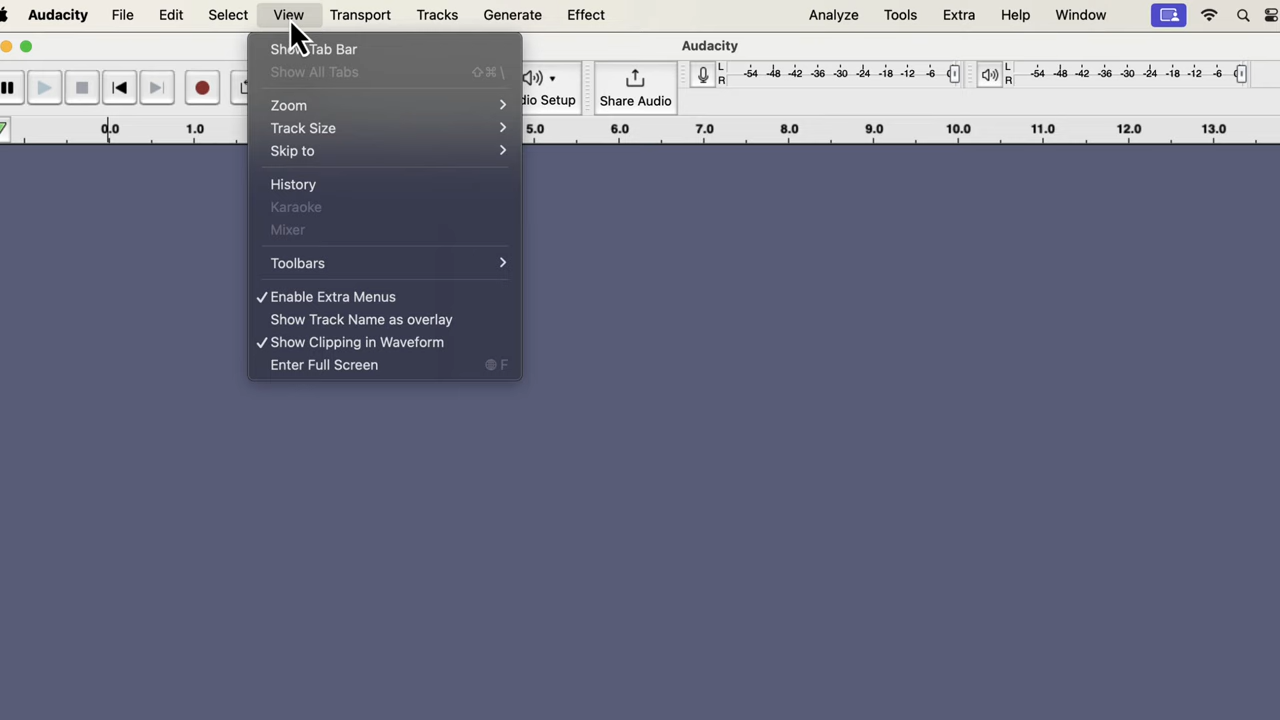 Audacity File Edit Select View Transport Tracks Generate Effect Analyze Tools Extra Help Window
Audacity
Show Tab Bar
Show All Tabs ⇧⌘\
Zoom
Track Size
Skip to
History
Karaoke
Mixer
Toolbars
✓ Enable Extra Menus
Show Track Name as overlay
✓ Show Clipping in Waveform
Enter Full Screen F
dio Setup
Share Audio
L
R
-54 -48 -42 -36 -30 -24 -18 -12 -6
L
R
-54 -48 -42 -36 -30 -24 -18 -12 -6
0.0 1.0 5.0 6.0 7.0 8.0 9.0 10.0 11.0 12.0 13.0